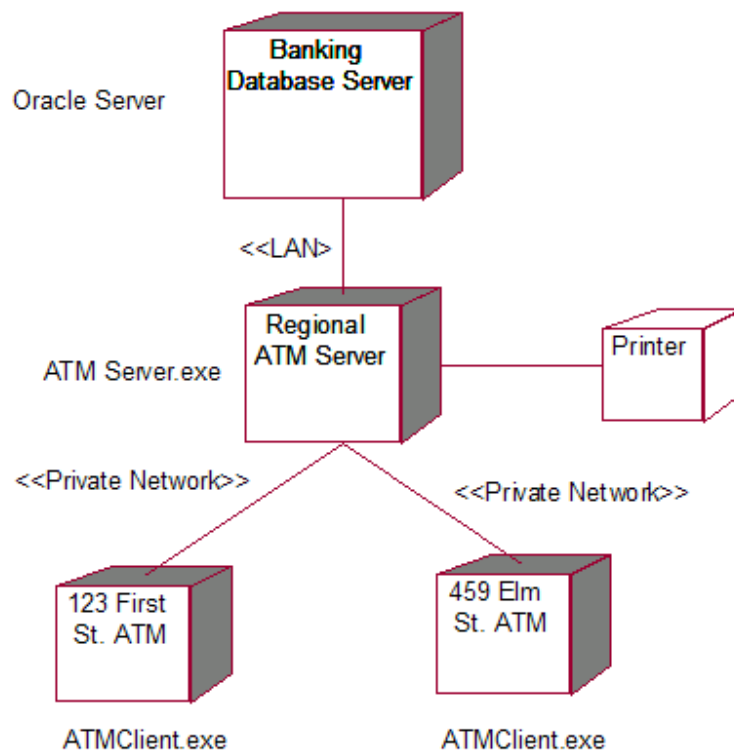 Banking
Database Server
Oracle Server
<<LAN>
Regional
ATM Server
Printer
ATM Server.exe
<<Private Network>>
<<Private Network>>
123 First
St. ATM
459 Elm
St. ATM
ATMClient.exe
ATMClient.exe